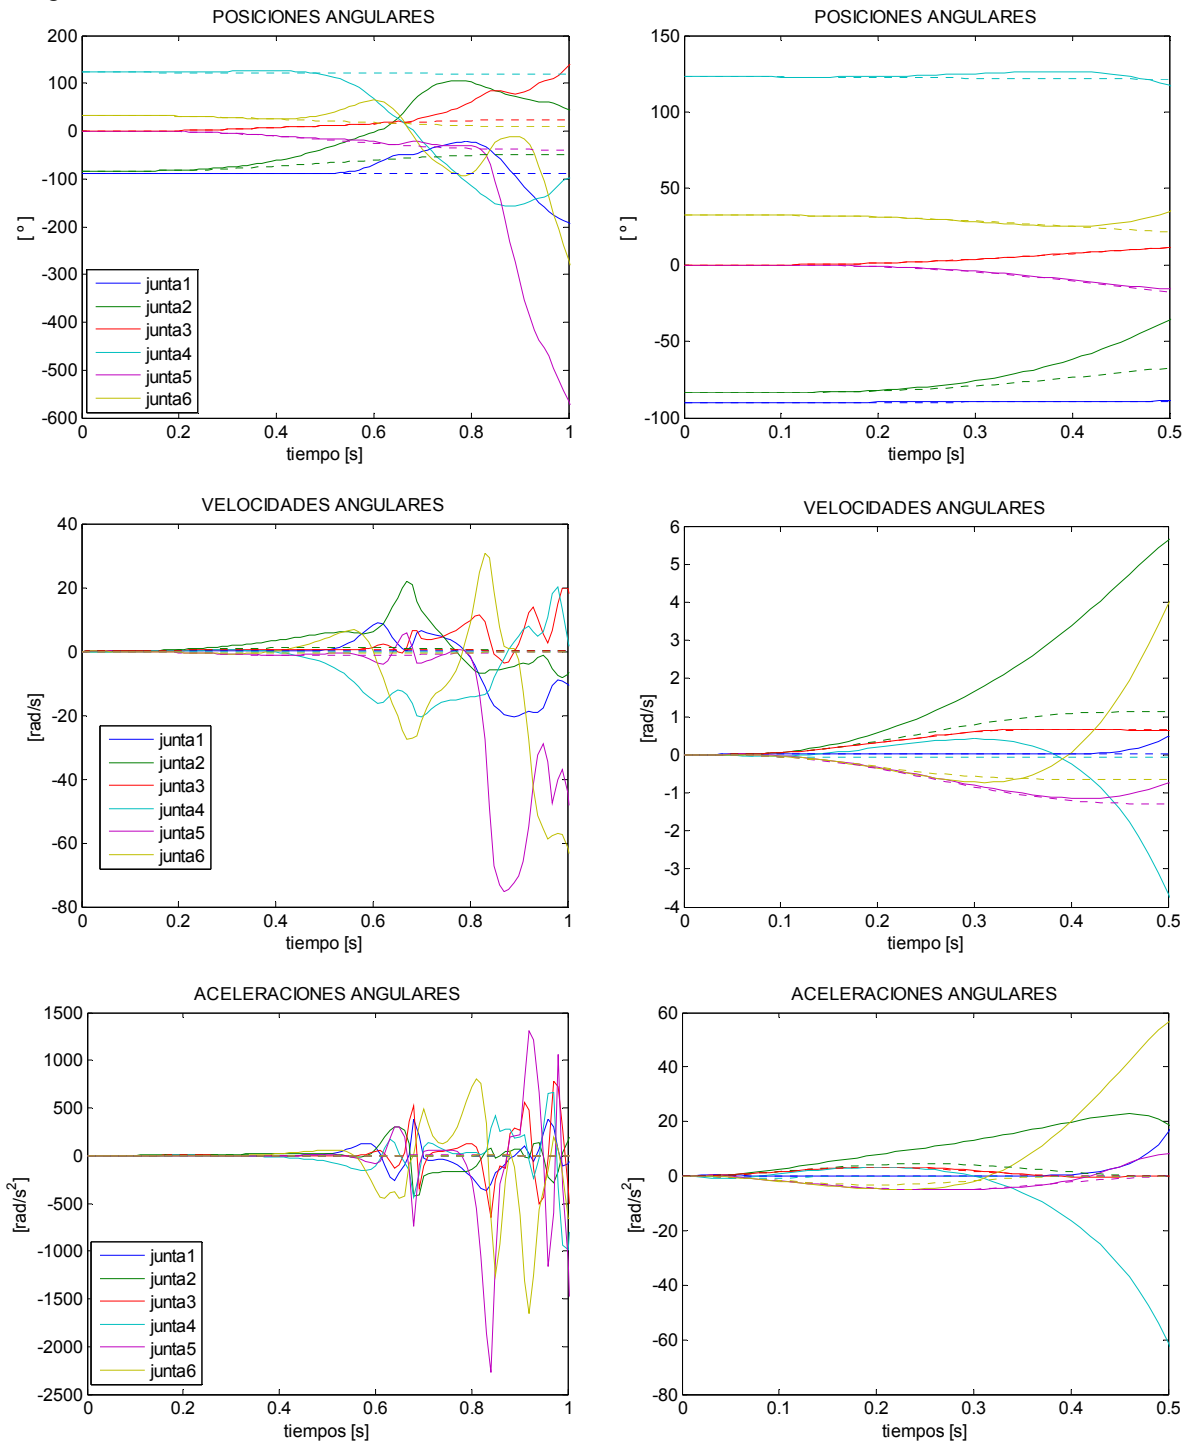 POSICIONES ANGULARES
200
100
0
-100
-200
-300
-400
-500
-600
[ º ]
0 0.2 0.4 0.6 0.8 1
tiempo [s]
junta1
junta2
junta3
junta4
junta5
junta6
POSICIONES ANGULARES
150
100
50
0
-50
-100
[ º ]
0 0.1 0.2 0.3 0.4 0.5
tiempo [s]
VELOCIDADES ANGULARES
40
20
0
-20
-40
-60
-80
[rad/s]
0 0.2 0.4 0.6 0.8 1
tiempo [s]
junta1
junta2
junta3
junta4
junta5
junta6
VELOCIDADES ANGULARES
6
5
4
3
2
1
0
-1
-2
-3
-4
[rad/s]
0 0.1 0.2 0.3 0.4 0.5
tiempo [s]
ACELERACIONES ANGULARES
1500
1000
500
0
-500
-1000
-1500
-2000
-2500
[rad/s²]
0 0.2 0.4 0.6 0.8 1
tiempos [s]
junta1
junta2
junta3
junta4
junta5
junta6
ACELERACIONES ANGULARES
60
40
20
0
-20
-40
-60
-80
[rad/s²]
0 0.1 0.2 0.3 0.4 0.5
tiempos [s]